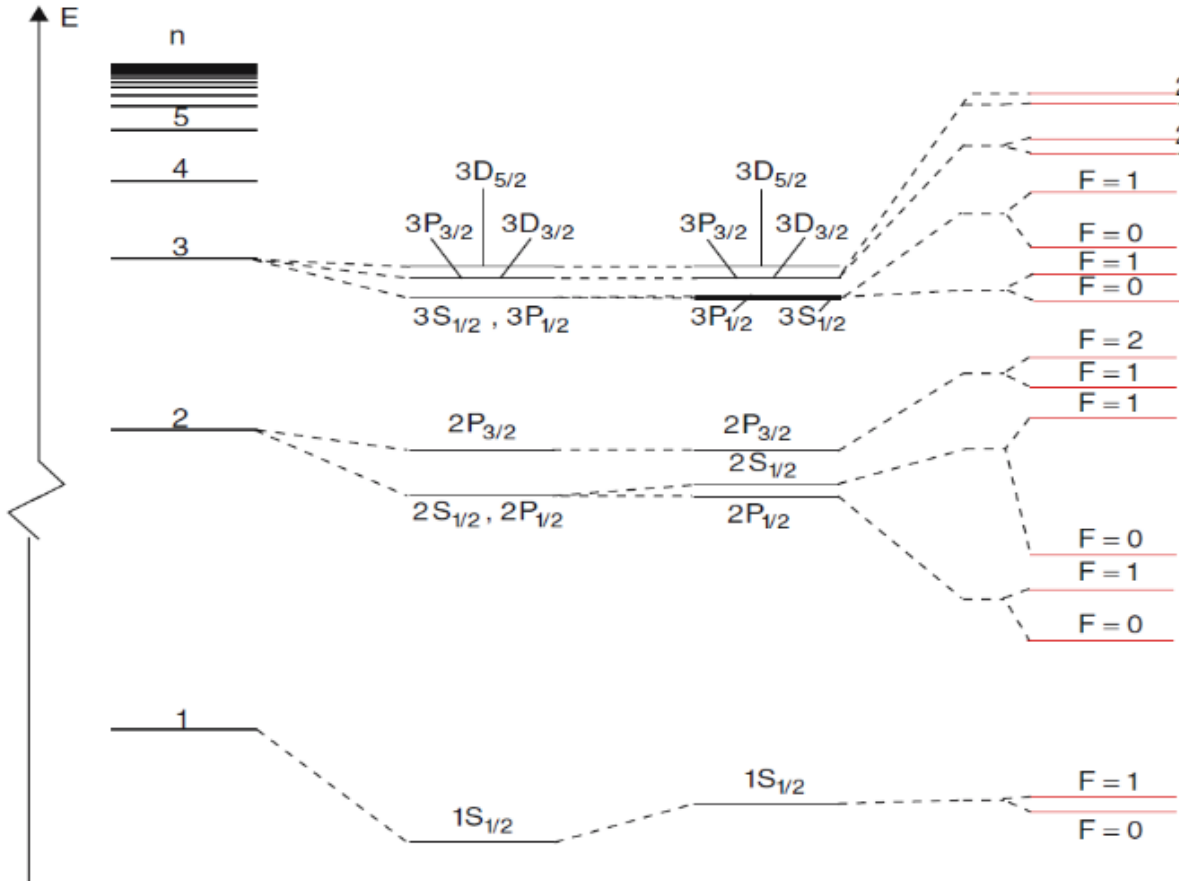 E
n
5
4
3D5/2 3D5/2
F = 1
3P3/2 3D3/2 3P3/2 3D3/2
F = 0
3
F = 1
F = 0
3S1/2 , 3P1/2 3P1/2 3S1/2
F = 2
F = 1
2
F = 1
2P3/2 2P3/2
2S1/2
2S1/2 , 2P1/2 2P1/2
F = 0
F = 1
F = 0
1
F = 1
1S1/2
1S1/2
F = 0